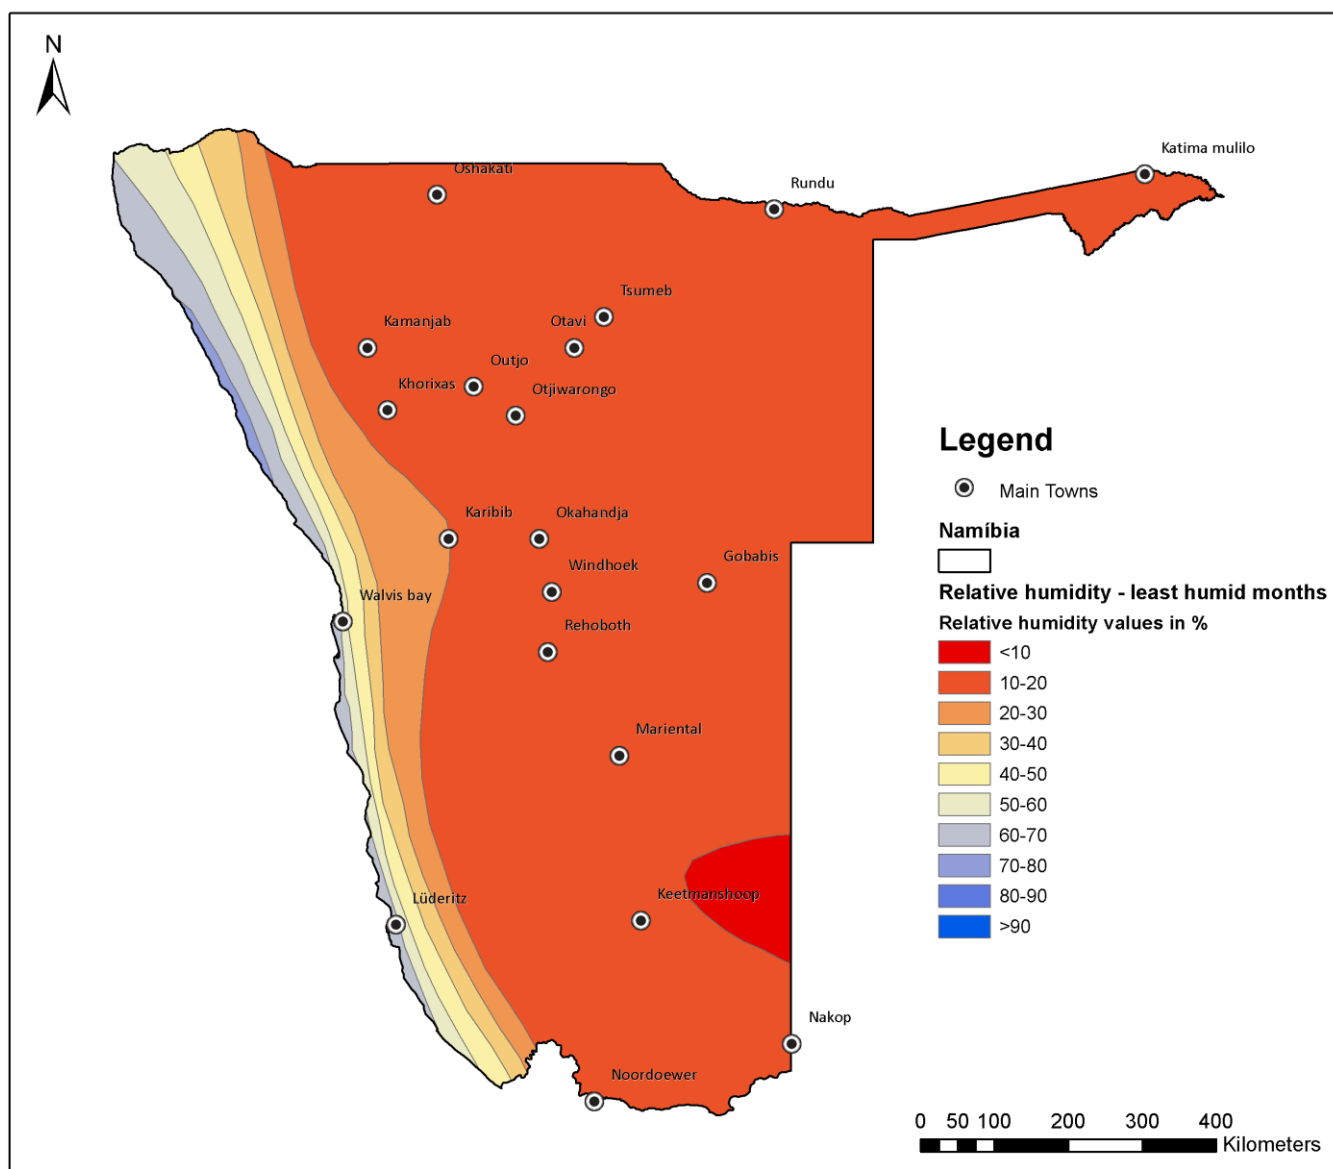 N
Katima mulilo
Oshakati
Rundu
Tsumeb
Kamanjab
Otavi
Outjo
Khorixas
Otjiwarongo
Karibib
Okahandja
Gobabis
Windhoek
Walvis bay
Rehoboth
Mariental
Keetmanshoop
Lüderitz
Nakop
Noordoewer
Legend
Main Towns
Namíbia
Relative humidity - least humid months
Relative humidity values in %
<10
10-20
20-30
30-40
40-50
50-60
60-70
70-80
80-90
>90
0 50 100 200 300 400
Kilometers